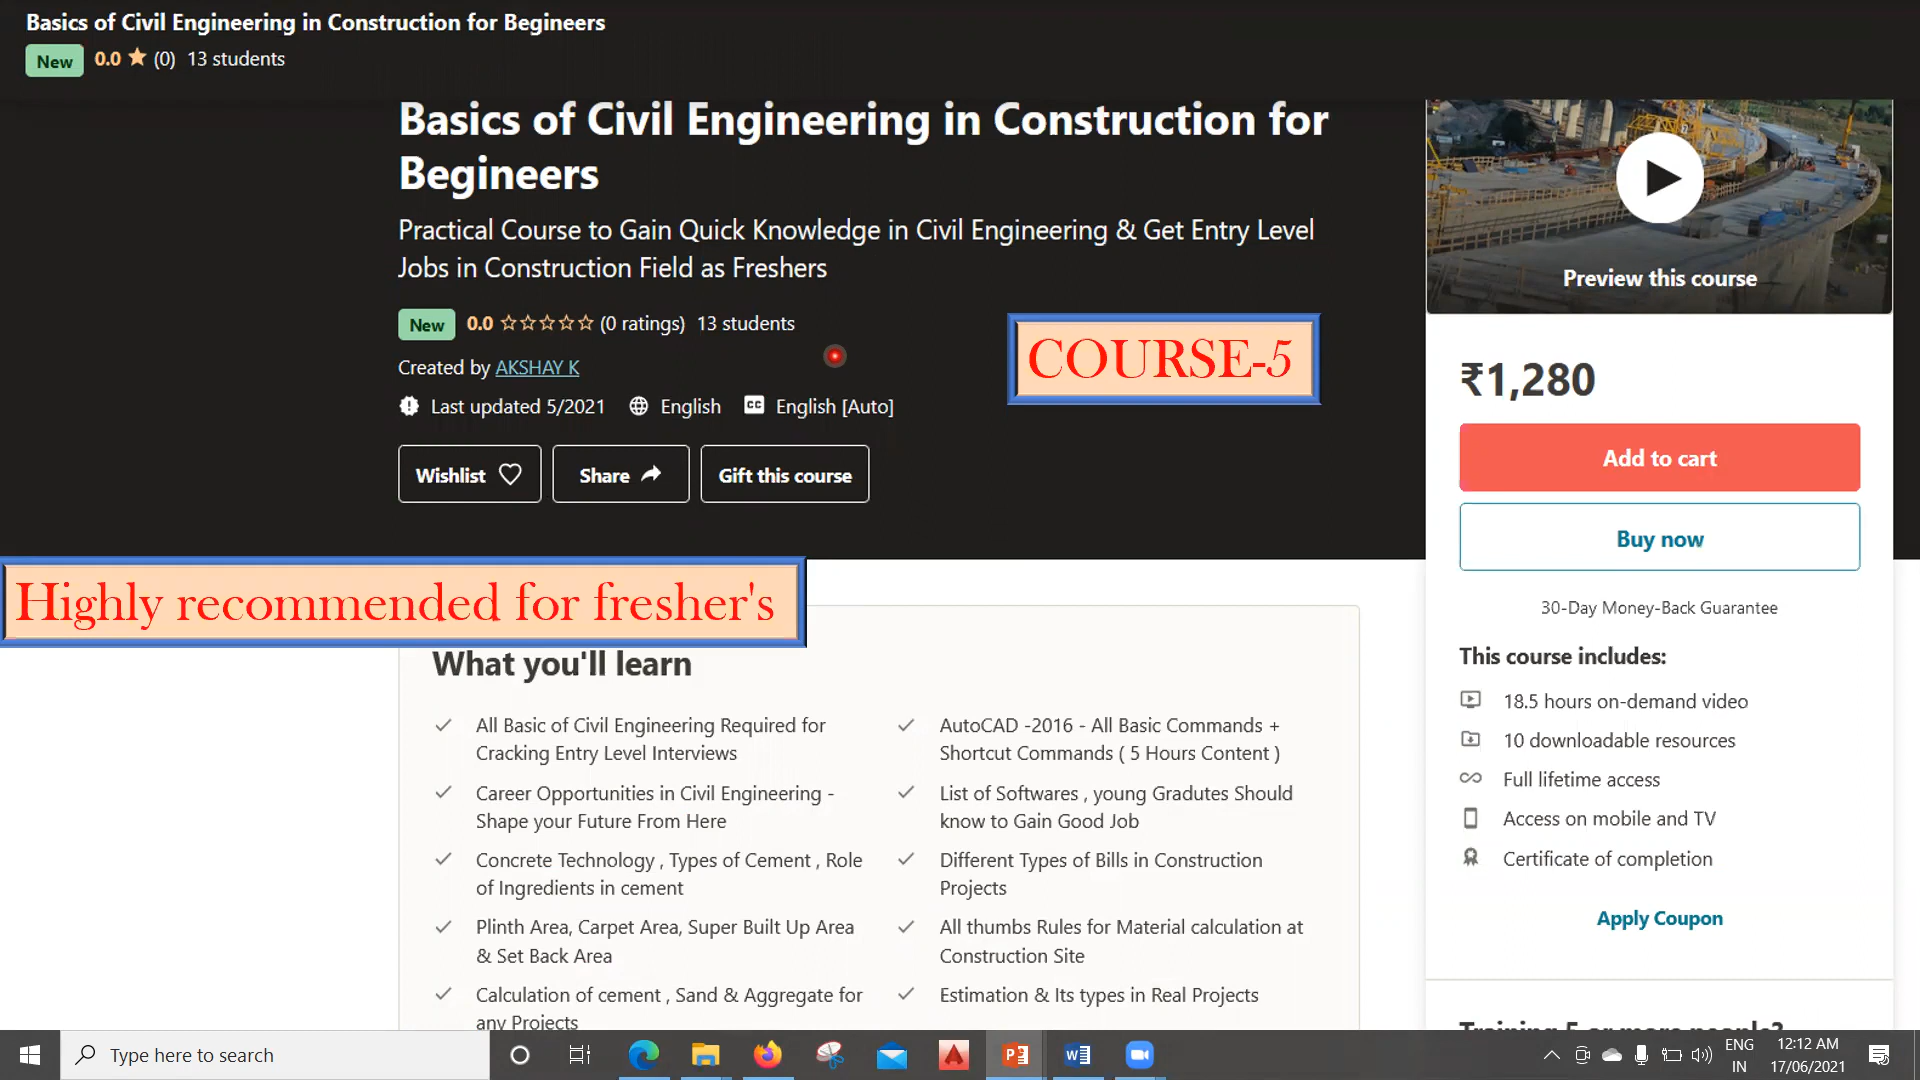 Basics of Civil Engineering in Construction for Begineers
New 0.0 (0) 13 students
Basics of Civil Engineering in Construction for
Begineers
Practical Course to Gain Quick Knowledge in Civil Engineering & Get Entry Level
Jobs in Construction Field as Freshers
New 0.0 (0 ratings) 13 students
Created by AKSHAY K
Last updated 5/2021 English CC English [Auto]
Wishlist Share Gift this course
COURSE-5
Highly recommended for fresher's
What you'll learn
All Basic of Civil Engineering Required for
Cracking Entry Level Interviews
Career Opportunities in Civil Engineering -
Shape your Future From Here
Concrete Technology , Types of Cement , Role
of Ingredients in cement
Plinth Area, Carpet Area, Super Built Up Area
& Set Back Area
Calculation of cement , Sand & Aggregate for
any Projects
AutoCAD -2016 - All Basic Commands +
Shortcut Commands ( 5 Hours Content )
List of Softwares , young Gradutes Should
know to Gain Good Job
Different Types of Bills in Construction
Projects
All thumbs Rules for Material calculation at
Construction Site
Estimation & Its types in Real Projects
Preview this course
₹1,280
Add to cart
Buy now
30-Day Money-Back Guarantee
This course includes:
18.5 hours on-demand video
10 downloadable resources
Full lifetime access
Access on mobile and TV
Certificate of completion
Apply Coupon
Training 5 or more people?
Type here to search
ENG
IN
12:12 AM
17/06/2021